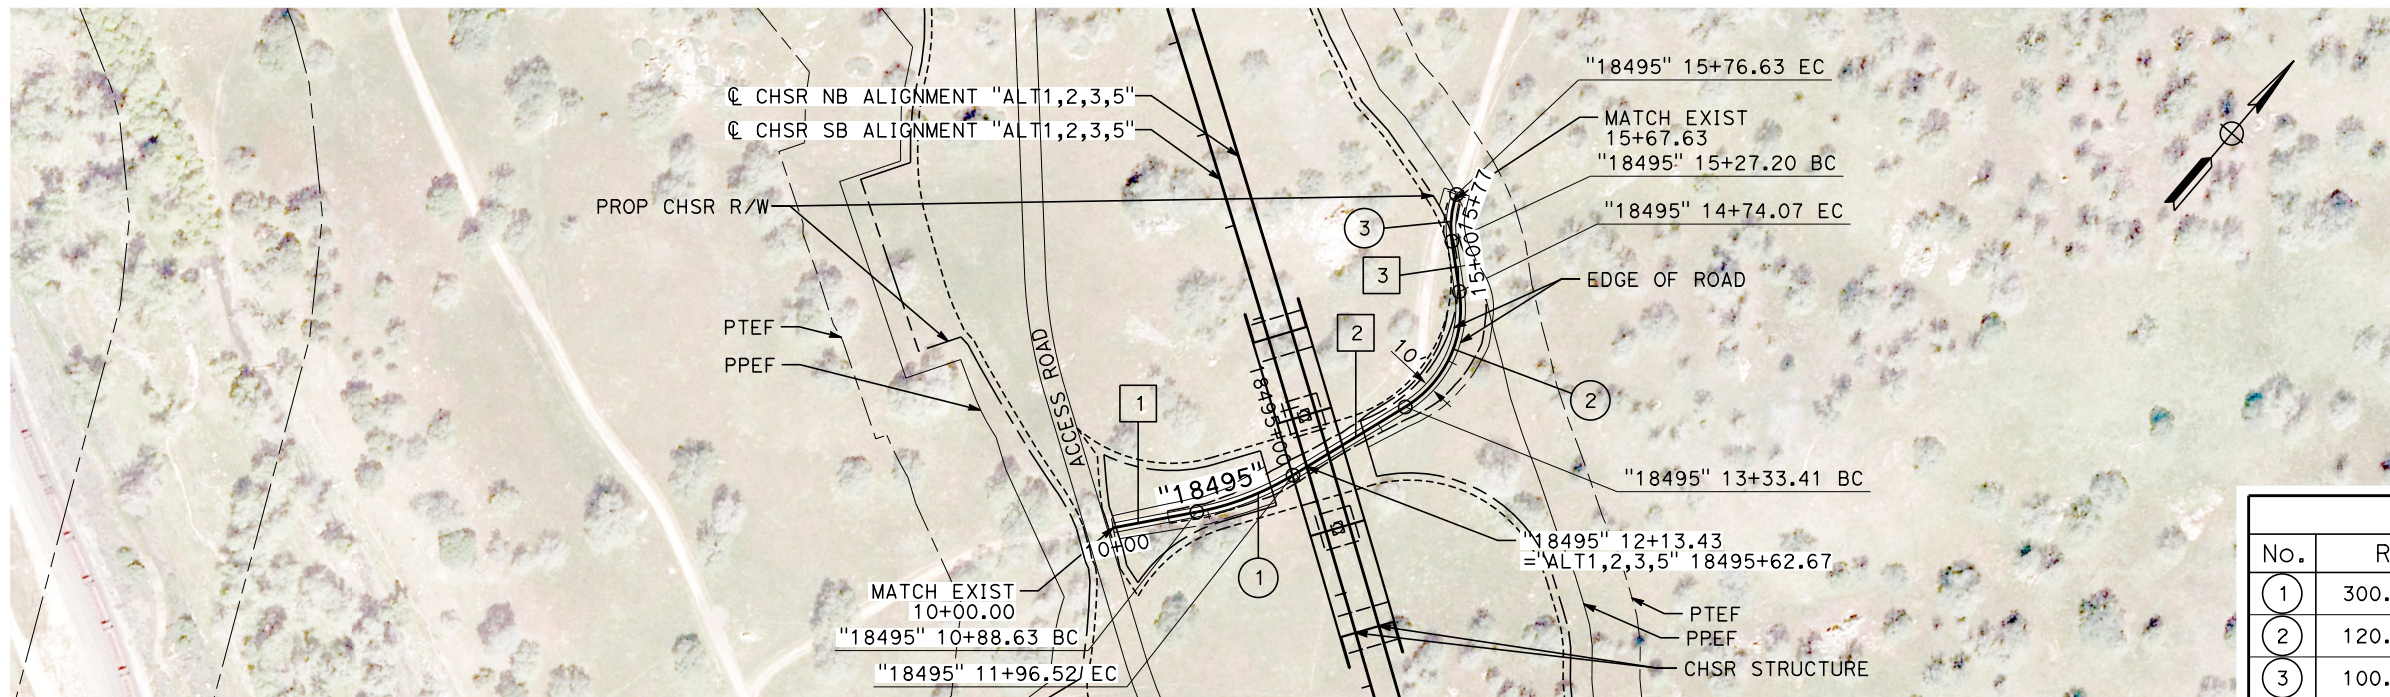 "18495" 15+76.63 EC
℄ CHSR NB ALIGNMENT "ALT1,2,3,5"
MATCH EXIST
15+67.63
℄ CHSR SB ALIGNMENT "ALT1,2,3,5"
"18495" 15+27.20 BC
PROP CHSR R/W
"18495" 14+74.07 EC
15+77
3
15+00
3
EDGE OF ROAD
PTEF
2
PPEF
10'
ACCESS ROAD
1
2
"18495"
"18495" 13+33.41 BC
10+00
"18495" 12+13.43
="ALT1,2,3,5" 18495+62.67
1
MATCH EXIST
10+00.00
"18495" 10+88.63 BC
"18495" 11+96.52 EC
PTEF
PPEF
CHSR STRUCTURE
No. R
1 300.
2 120.
3 100.